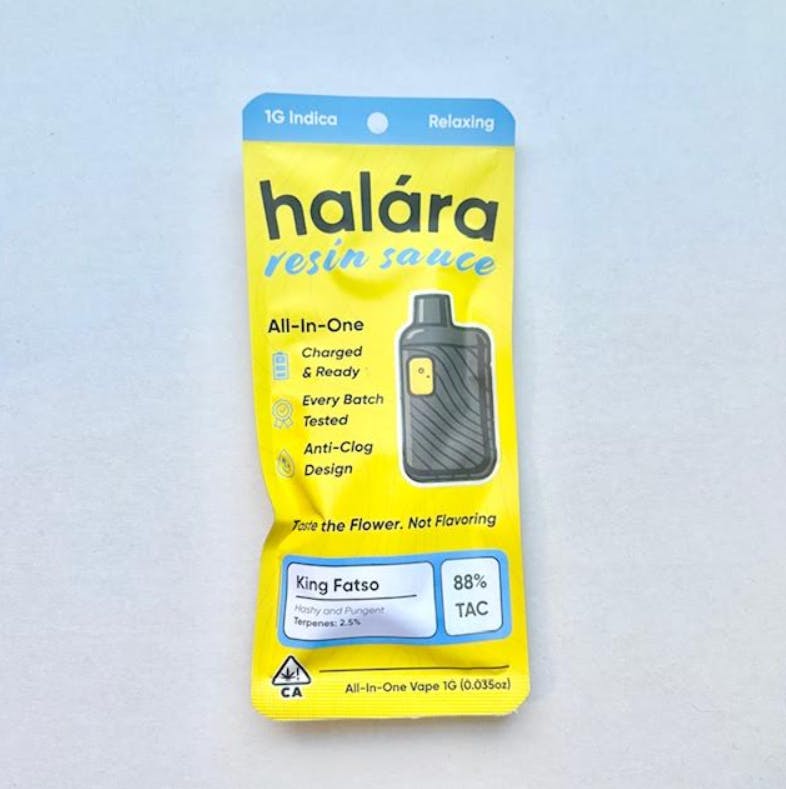 1G Indica
Relaxing
halára
resin sauce
All-In-One
Charged
& Ready
Every Batch
Tested
Anti-Clog
Design
Taste the Flower. Not Flavoring
King Fatso
Hashy and Pungent
Terpenes: 2.5%
88%
TAC
CA
All-In-One Vape 1G (0.035oz)